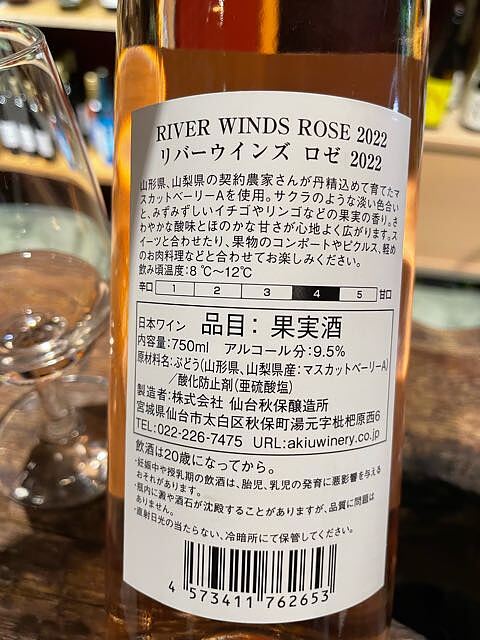 RIVER WINDS ROSE 2022
リバーウインズ ロゼ 2022
山形県、山梨県の契約農家さんが丹精込めて育てたマ
スカットベーリーAを使用。サクラのような淡い色合い
と、みずみずしいイチゴやリンゴなどの果実の香り。さ
わやかな酸味とほのかな甘さが心地よく広がります。ス
イーツと合わせたり、果物のコンポートやピクルス、軽め
のお肉料理などと合わせてお楽しみください。
飲み頃温度:8℃～12℃
辛口 1 2 3 4 5 甘口
日本ワイン 品目:果実酒
内容量:750ml アルコール分:9.5%
原材料名:ぶどう(山形県、山梨県産:マスカットベーリーA)
/酸化防止剤(亜硫酸塩)
製造者:株式会社 仙台秋保醸造所
宮城県仙台市太白区秋保町湯元字枇杷原西6
TEL:022-226-7475 URL:akiuwinery.co.jp
飲酒は20歳になってから。
・妊娠中や授乳期の飲酒は、胎児、乳児の発育に悪影響を与える
おそれがあります。
・瓶内に澱や酒石が沈殿することがありますが、品質に問題は
ありません。
・直射日光の当たらない、冷暗所にて保管してください。
4 573411 762653